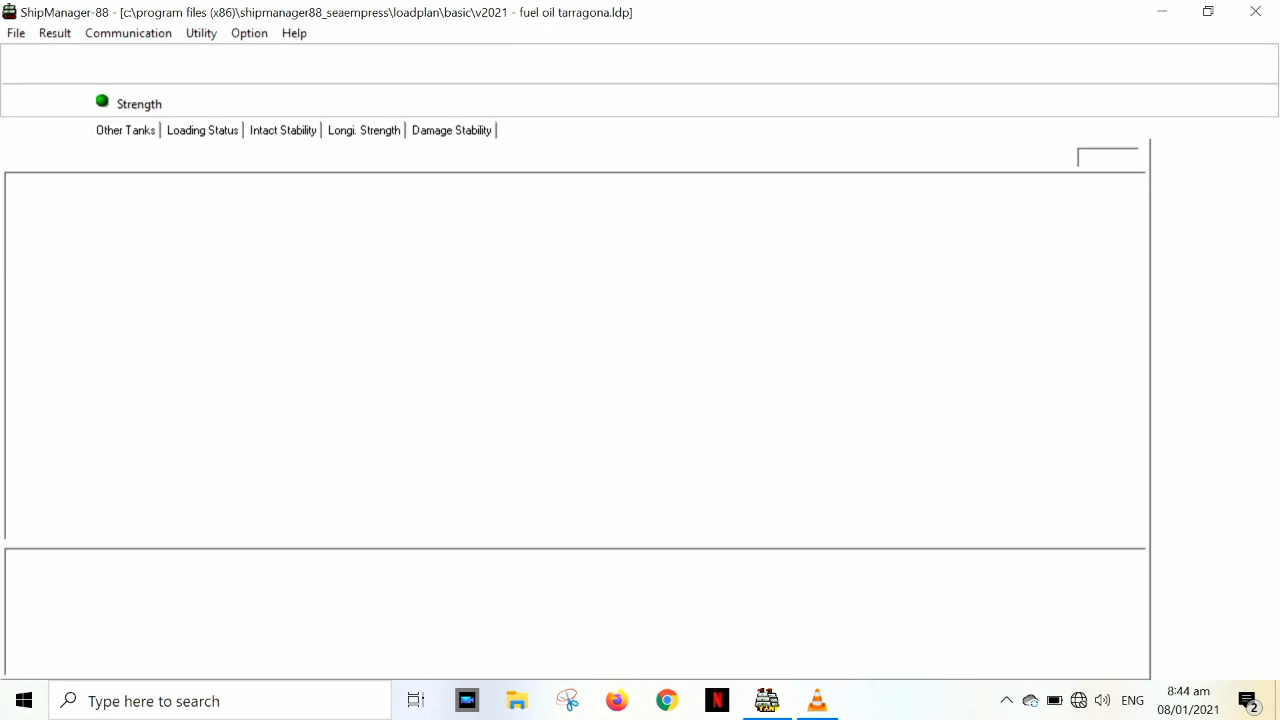 ShipManager-88 - [c:\program files (x86)\shipmanager88_seaempress\loadplan\basic\v2021 - fuel oil tarragona.ldp]
File Result Communication Utility Option Help
Strength
Other Tanks Loading Status Intact Stability Longi. Strength Damage Stability
Type here to search
ENG
8:44 am
08/01/2021
2
N